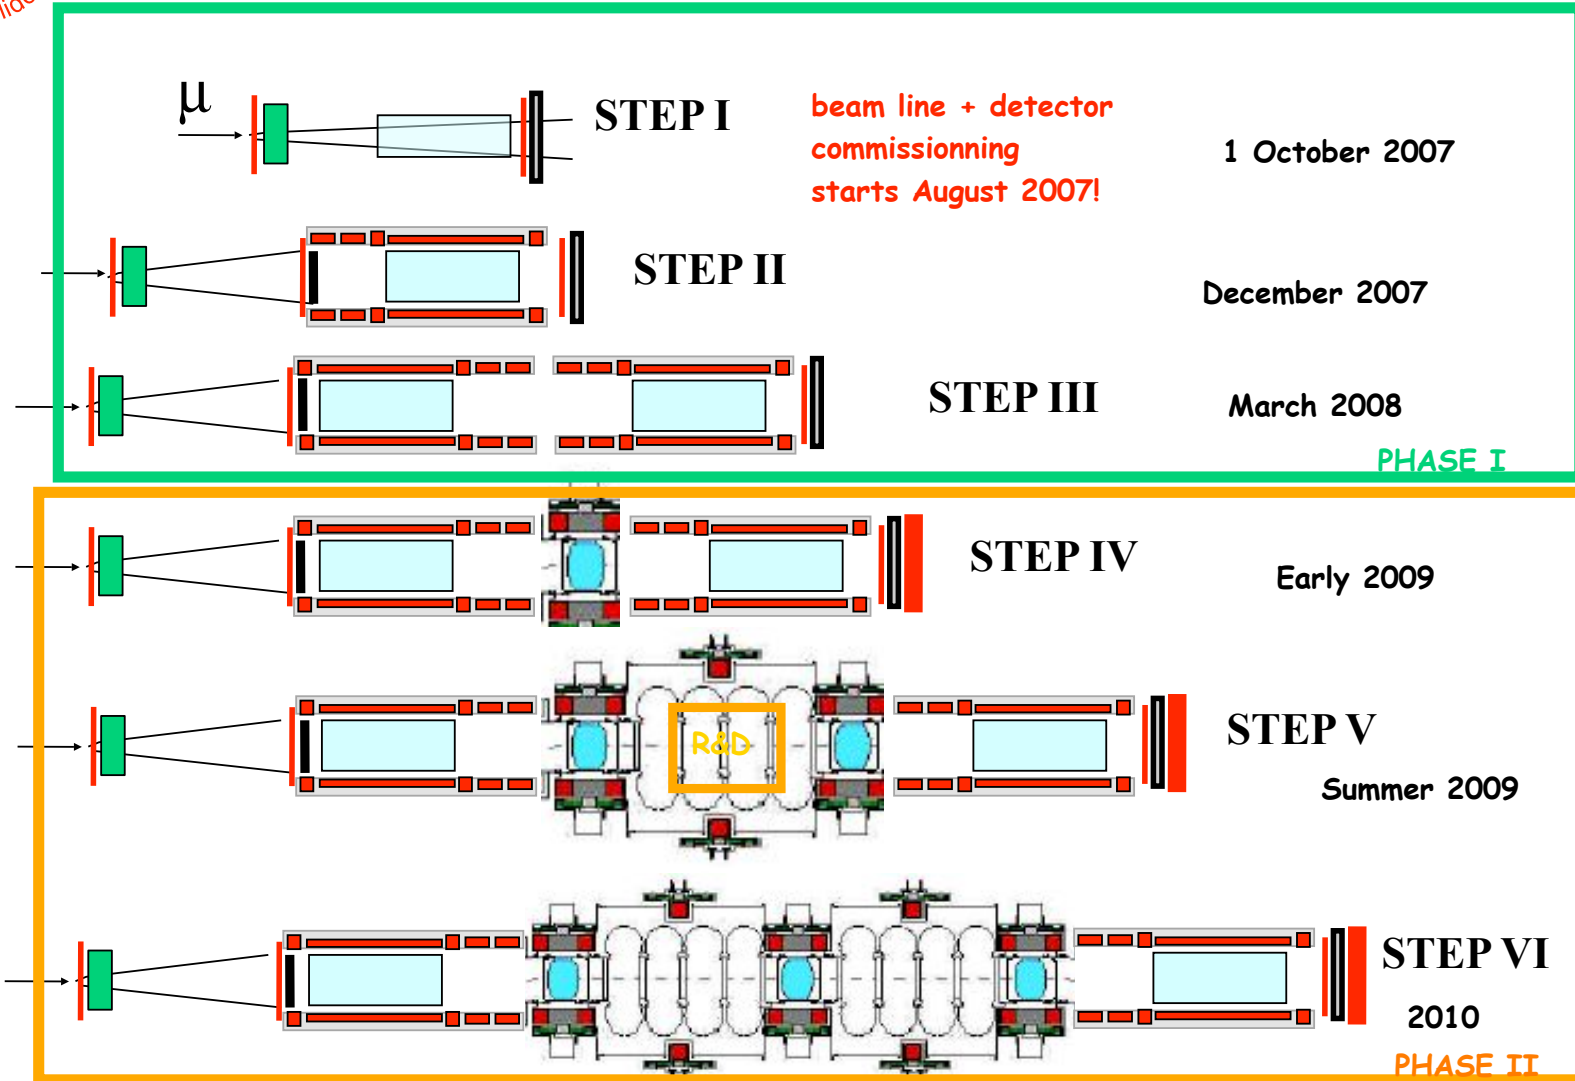 μ
STEP I
beam line + detector
commissionning
starts August 2007!
1 October 2007
STEP II
December 2007
STEP III
March 2008
PHASE I
STEP IV
Early 2009
R&D
STEP V
Summer 2009
STEP VI
2010
PHASE II